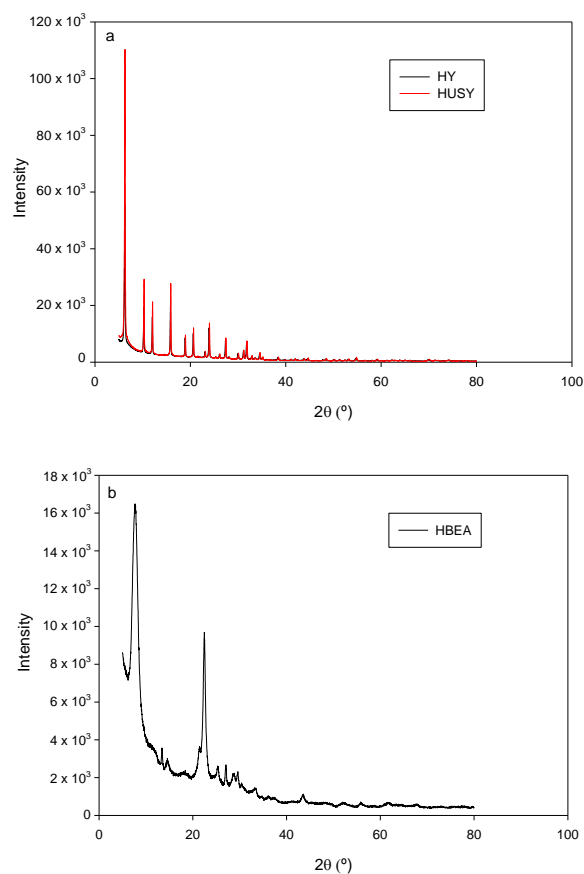 a
120 x 10³
100 x 10³
80 x 10³
60 x 10³
40 x 10³
20 x 10³
0
Intensity
HY
HUSY
0 20 40 60 80 100
2θ (º)
b
18 x 10³
16 x 10³
14 x 10³
12 x 10³
10 x 10³
8 x 10³
6 x 10³
4 x 10³
2 x 10³
0
Intensity
HBEA
0 20 40 60 80 100
2θ (º)